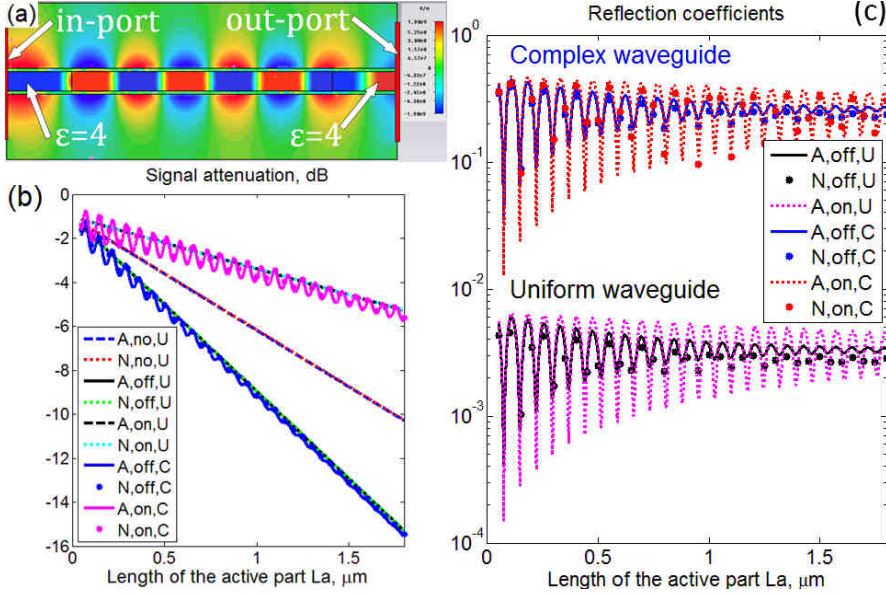 (a)
in-port
out-port
ε=4
ε=4
Signal attenuation, dB
(b)
0
-2
-4
-6
-8
-10
-12
-14
-16
A,no,U
N,no,U
A,off,U
N,off,U
A,on,U
N,on,U
A,off,C
N,off,C
A,on,C
N,on,C
0
0.5
1
1.5
Length of the active part La, μm
Reflection coefficients
(c)
10⁰
10⁻¹
10⁻²
10⁻³
10⁻⁴
Complex waveguide
A,off,U
N,off,U
A,on,U
A,off,C
N,off,C
A,on,C
N,on,C
Uniform waveguide
0
0.5
1
1.5
Length of the active part La, μm